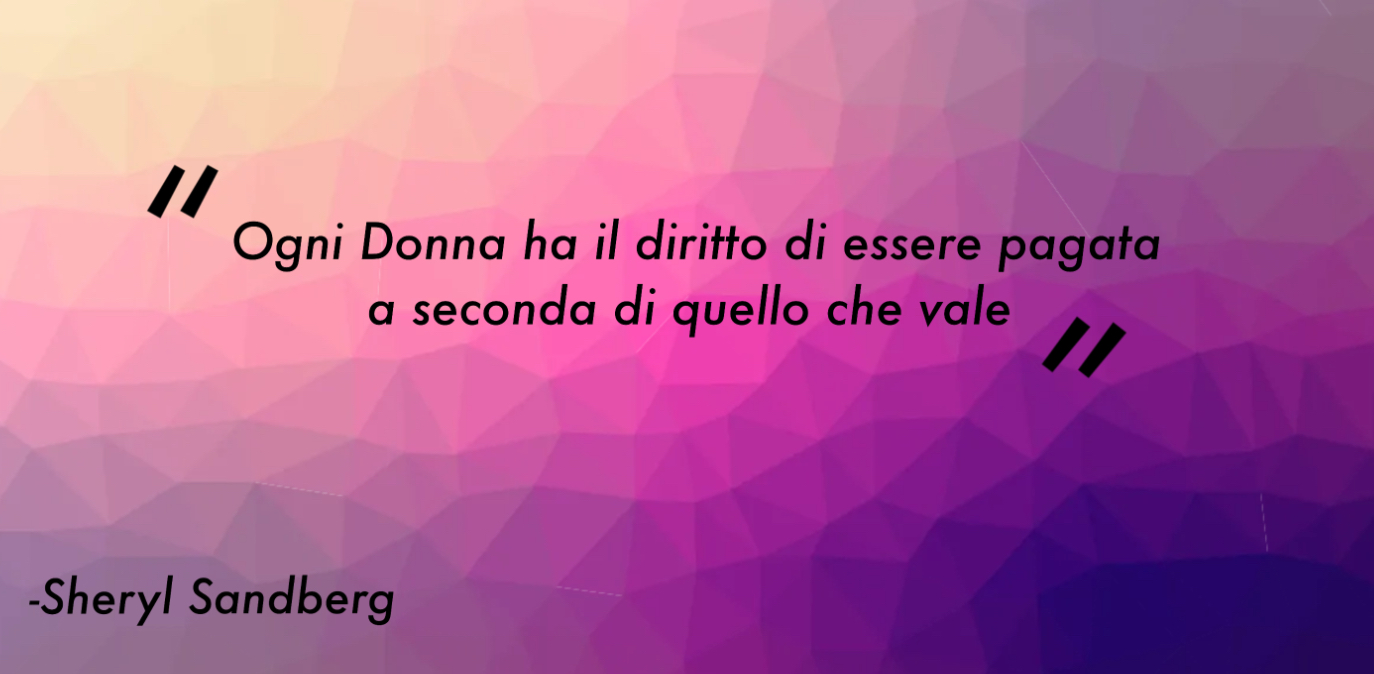 "Ogni Donna ha il diritto di essere pagata
a seconda di quello che vale"
-Sheryl Sandberg